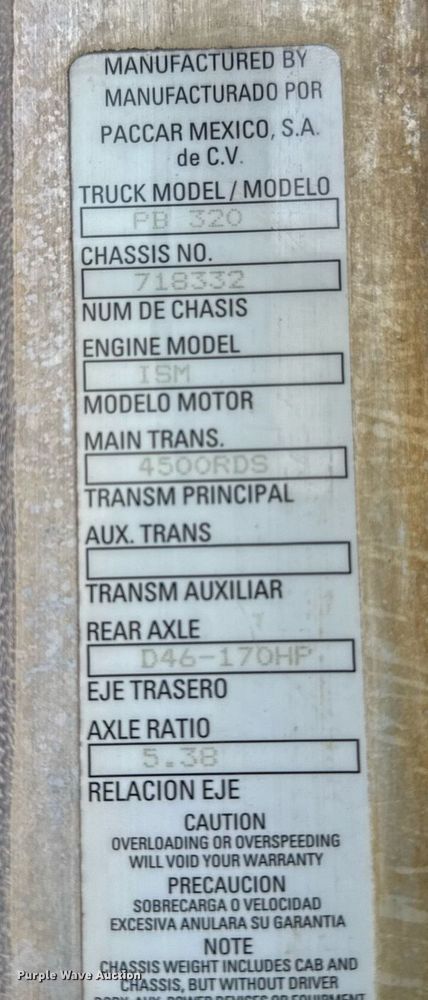 MANUFACTURED BY
MANUFACTURADO POR
PACCAR MEXICO, S.A.
de C.V.
TRUCK MODEL / MODELO
PB 320
CHASSIS NO.
718332
NUM DE CHASIS
ENGINE MODEL
ISM
MODELO MOTOR
MAIN TRANS.
4500RDS
TRANSM PRINCIPAL
AUX. TRANS
TRANSM AUXILIAR
REAR AXLE
D46-170HP
EJE TRASERO
AXLE RATIO
5.38
RELACION EJE
CAUTION
OVERLOADING OR OVERSPEEDING
WILL VOID YOUR WARRANTY
PRECAUCION
SOBRECARGA O VELOCIDAD
EXCESIVA ANULARA SU GARANTIA
NOTE
CHASSIS WEIGHT INCLUDES CAB AND
CHASSIS, BUT WITHOUT DRIVER
Purple Wave Auction